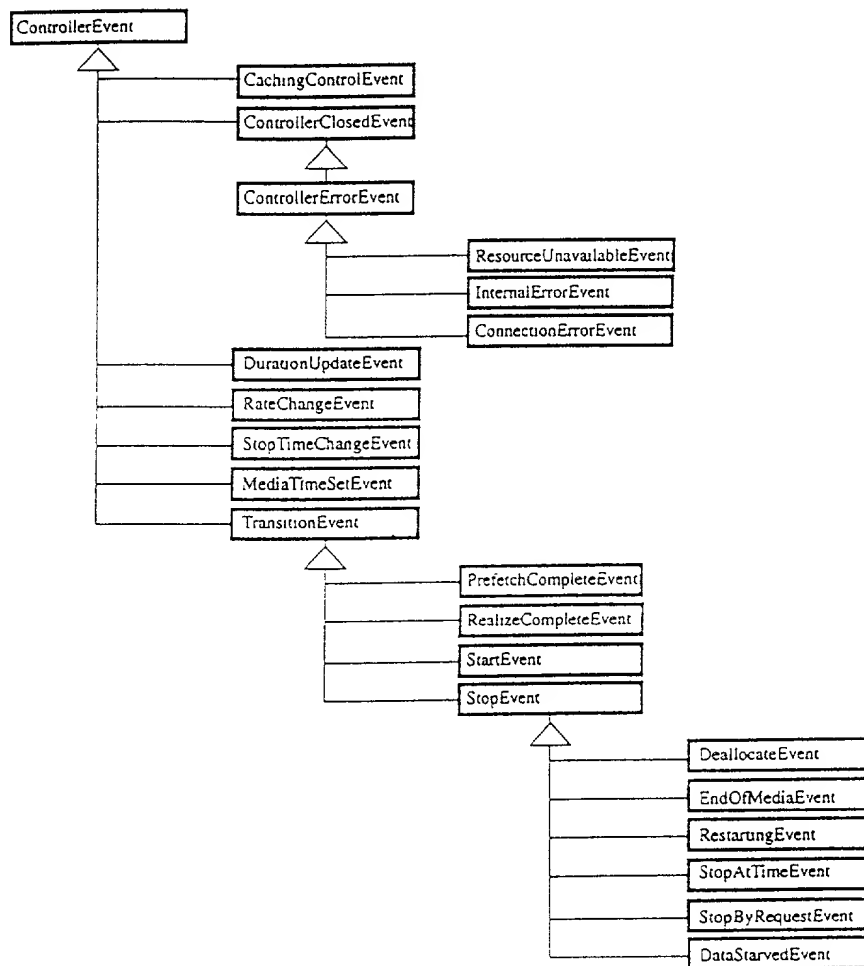 ControllerEvent
CachingControlEvent
ControllerClosedEvent
ControllerErrorEvent
ResourceUnavailableEvent
InternalErrorEvent
ConnectionErrorEvent
DurationUpdateEvent
RateChangeEvent
StopTimeChangeEvent
MediaTimeSetEvent
TransitionEvent
PrefetchCompleteEvent
RealizeCompleteEvent
StartEvent
StopEvent
DeallocateEvent
EndOfMediaEvent
RestartingEvent
StopAtTimeEvent
StopByRequestEvent
DataStarvedEvent